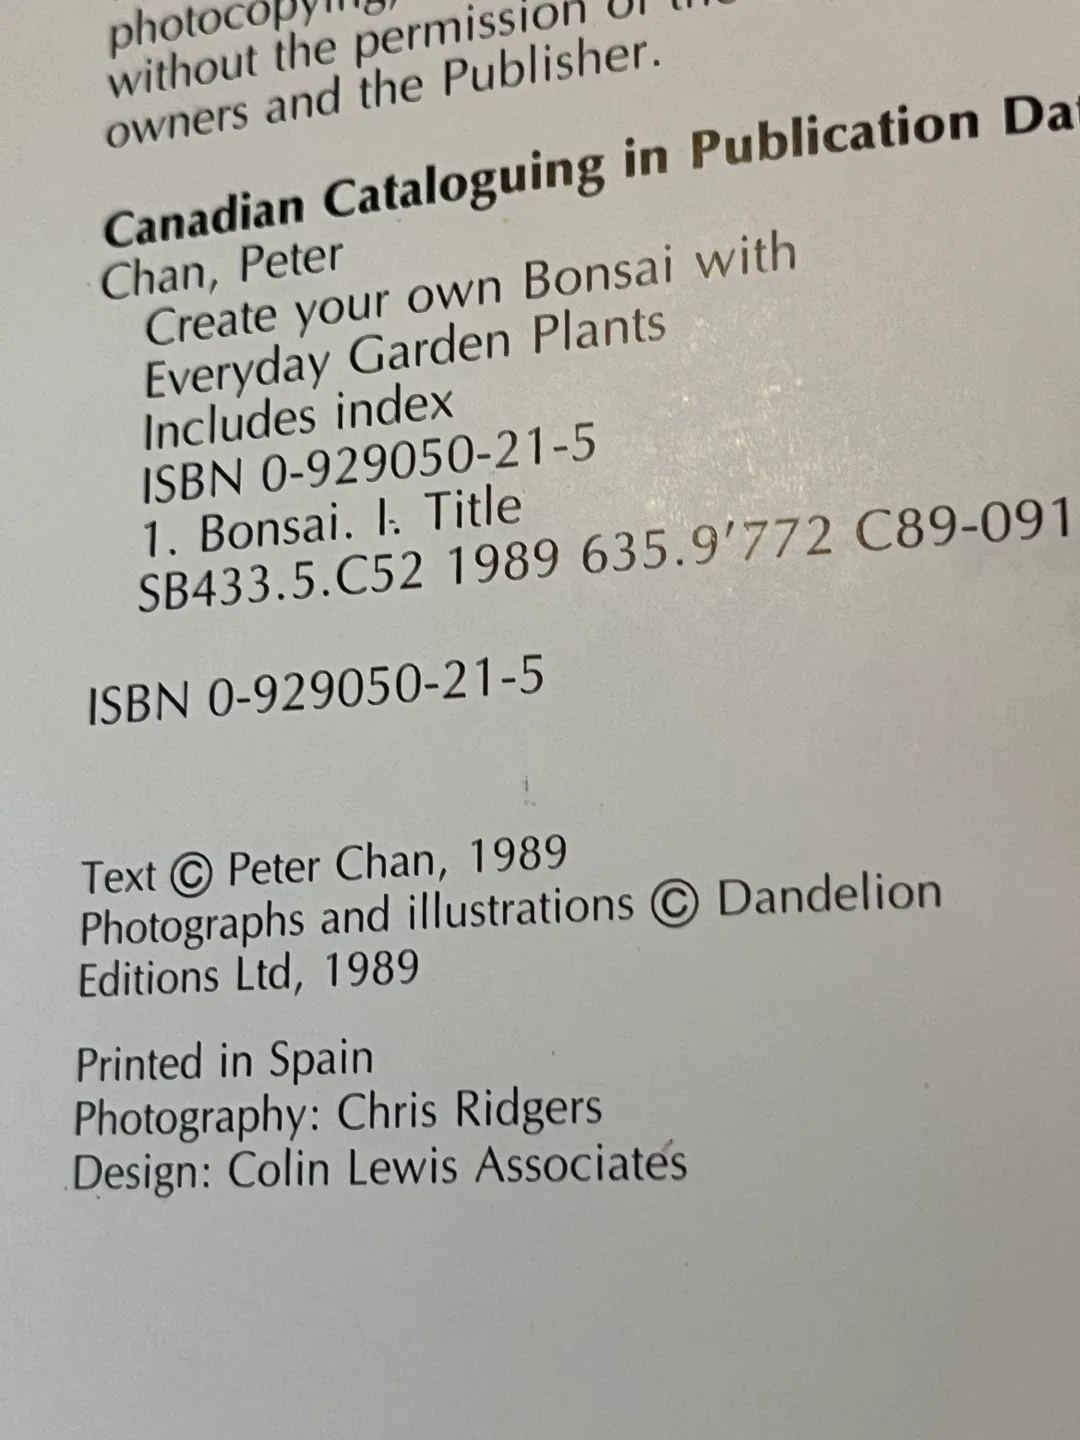 photocopying,
without the permission of the
owners and the Publisher.
Canadian Cataloguing in Publication
Chan, Peter
Create your own Bonsai with
Everyday Garden Plants
Includes index
ISBN 0-929050-21-5
1. Bonsai. I. Title
SB433.5.C52 1989 635.9'772 C89-091
ISBN 0-929050-21-5
Text © Peter Chan, 1989
Photographs and illustrations © Dandelion
Editions Ltd, 1989
Printed in Spain
Photography: Chris Ridgers
Design: Colin Lewis Associates